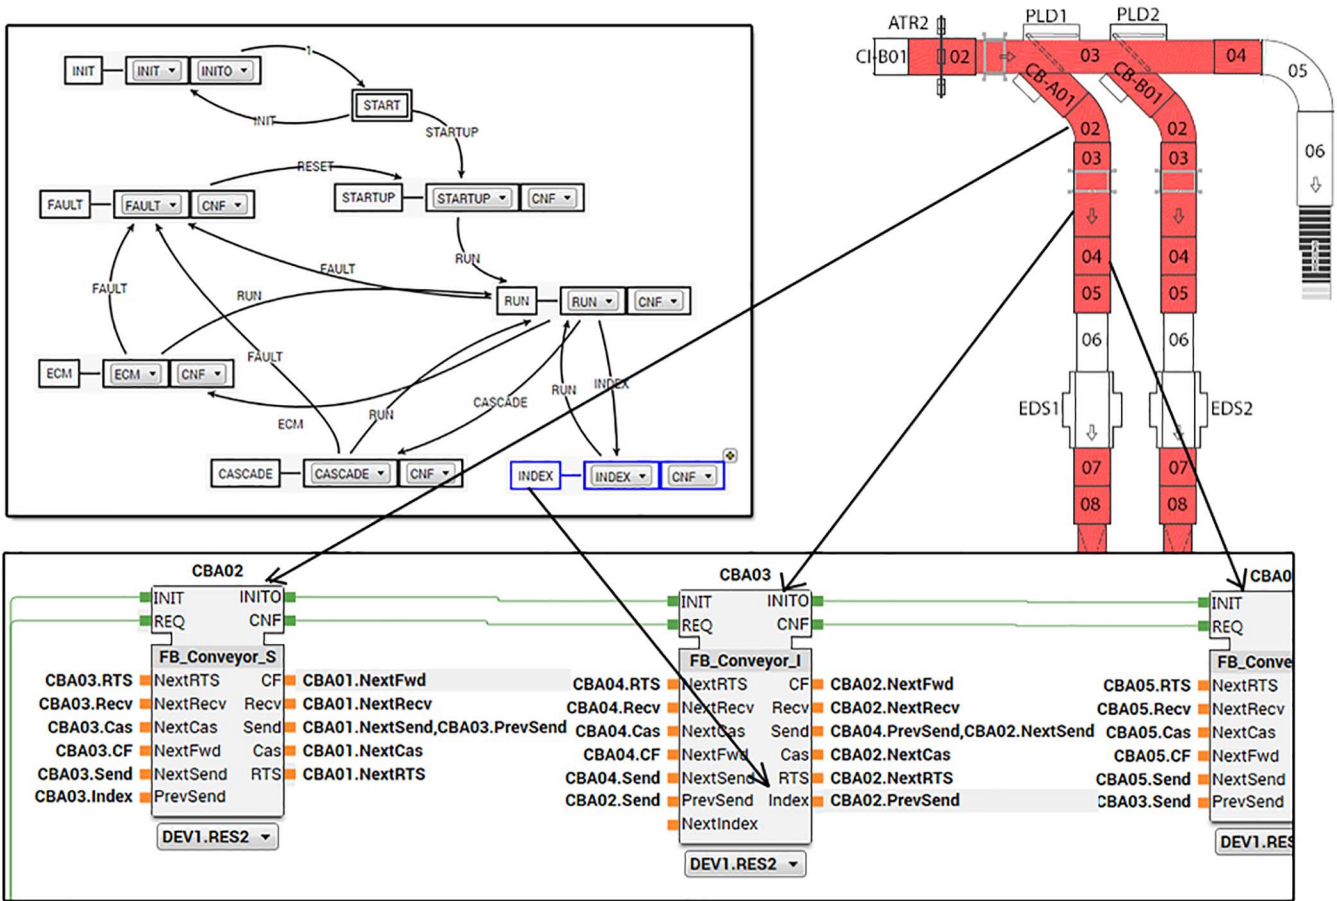 INIT INIT INITO
1
START
INIT
STARTUP
RESET
FAULT FAULT CNF
STARTUP STARTUP CNF
RUN
FAULT
FAULT
RUN
RUN RUN CNF
ECM ECM CNF
FAULT
RUN
CASCADE
RUN
INDEX
ECM
CASCADE CASCADE CNF
INDEX INDEX CNF
ATR2
PLD1
PLD2
CI-B01
02
03
04
05
06
CB-A01
CB-B01
02
02
03
03
04
04
05
05
06
06
EDS1
EDS2
07
07
08
08
CBA02
INIT INITO
REQ CNF
FB_Conveyor_S
CBA03.RTS NextRTS CF CBA01.NextFwd
CBA03.Recv NextRecv Recv CBA01.NextRecv
CBA03.Cas NextCas Send CBA01.NextSend,CBA03.PrevSend
CBA03.CF NextFwd Cas CBA01.NextCas
CBA03.Send NextSend RTS CBA01.NextRTS
CBA03.Index PrevSend
DEV1.RES2
CBA03
INIT INITO
REQ CNF
FB_Conveyor_I
CBA04.RTS NextRTS CF CBA02.NextFwd
CBA04.Recv NextRecv Recv CBA02.NextRecv
CBA04.Cas NextCas Send CBA04.PrevSend,CBA02.NextSend
CBA04.CF NextFwd Cas CBA02.NextCas
CBA04.Send NextSend RTS CBA02.NextRTS
CBA02.Send PrevSend Index CBA02.PrevSend
NextIndex
DEV1.RES2
CBA0
INIT
REQ
FB_Conve
CBA05.RTS NextRTS
CBA05.Recv NextRecv
CBA05.Cas NextCas
CBA05.CF NextFwd
CBA05.Send NextSend
CBA03.Send PrevSend
DEV1.RES